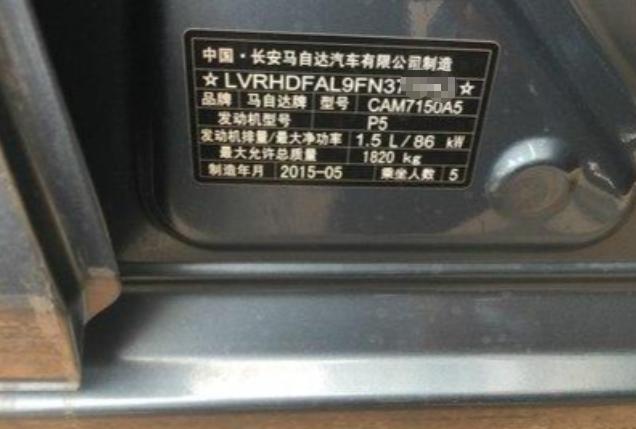 中国·长安马自达汽车有限公司制造
☆ LVRHDFAL9FN37 ☆
品牌 马自达牌 型号 CAM7150A5
发动机型号 P5
发动机排量/最大净功率 1.5 L/86 kW
最大允许总质量 1820 kg
制造年月 2015-05 乘坐人数 5